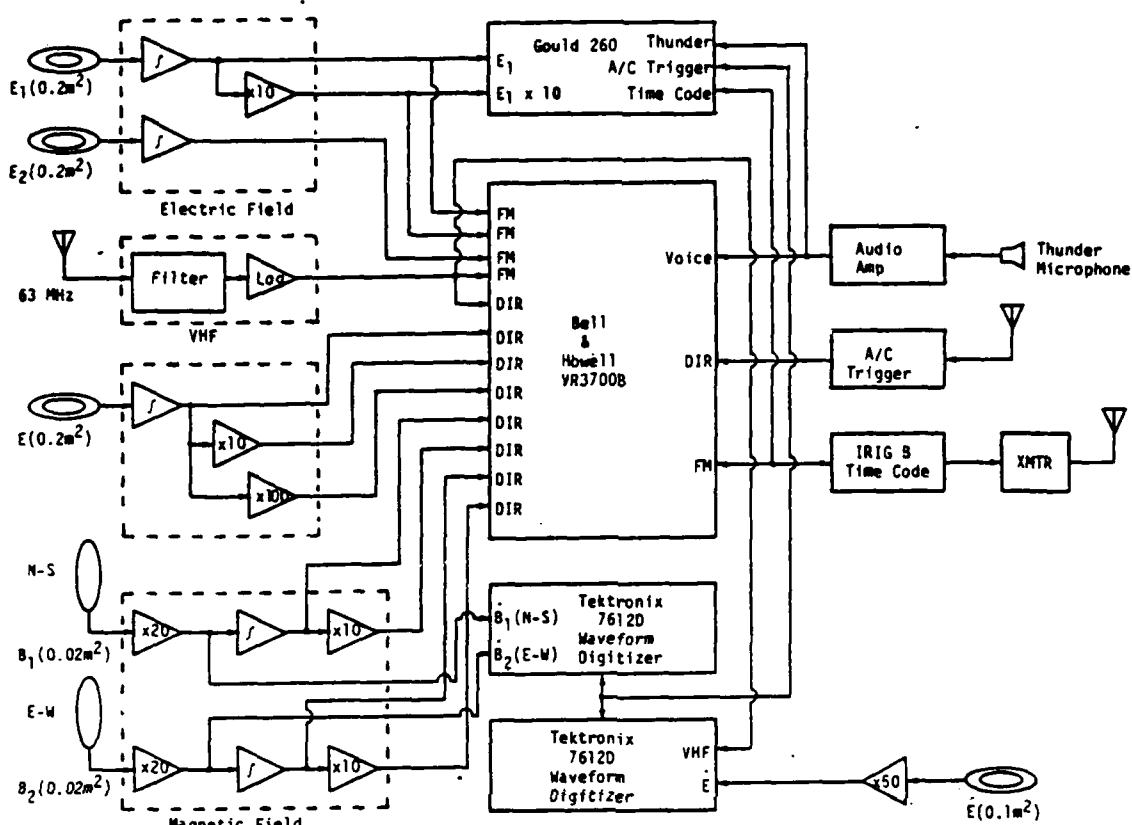 E₁(0.2m²)
∫
x10
E₂(0.2m²)
∫
Electric Field
63 MHz
Filter
Log
VHF
E(0.2m²)
∫
x10
x100
N-S
B₁(0.02m²)
x20
∫
x10
E-W
B₂(0.02m²)
x20
∫
x10
Magnetic Field
Gould 260
E₁
E₁ x 10
Thunder
A/C Trigger
Time Code
FM
FM
FM
FM
DIR
DIR
DIR
DIR
DIR
DIR
DIR
DIR
Bell
&
Howell
VR3700B
Voice
DIR
FM
Audio
Amp
Thunder
Microphone
A/C
Trigger
IRIG B
Time Code
XMTR
Ḃ₁(N-S)
Ḃ₂(E-W)
Tektronix
7612D
Waveform
Digitizer
Tektronix
7612D
Waveform
Digitizer
VHF
Ė
x50
Ė(0.1m²)